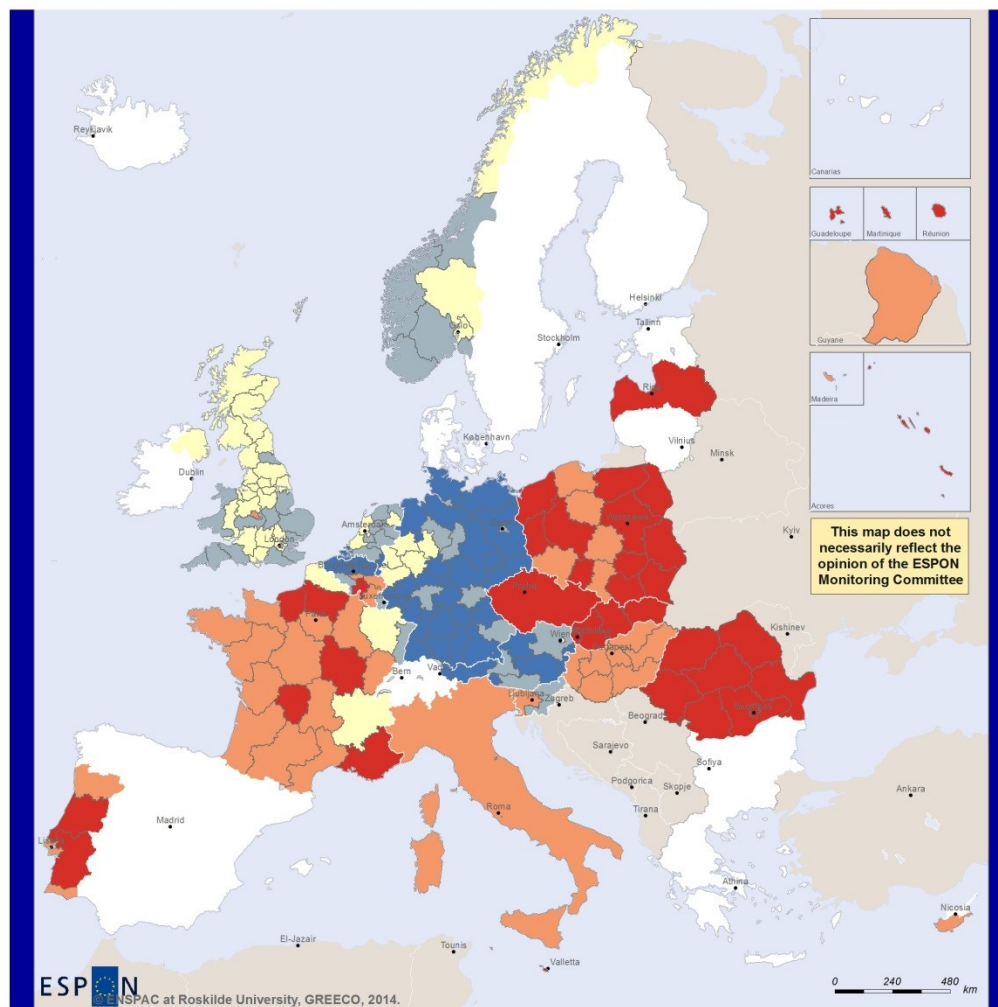 Reykjavik
Canarias
Guadeloupe
Martinique
Réunion
Guyane
Madeira
Acores
This map does not
necessarily reflect the
opinion of the ESPON
Monitoring Committee
Oslo
Helsinki
Tallinn
Stockholm
København
Vilnius
Minsk
Dublin
London
Amsterdam
Kyiv
Kishinev
Wien
Bern
Ljubljana
Zagreb
Beograd
Sarajevo
Sofiya
Podgorica
Skopje
Tirana
Ankara
Roma
Madrid
Athina
Nicosia
El-Jazair
Tounis
Valletta
ESPON
© ENSPAC at Roskilde University, GREECO, 2014.
0 240 480
km